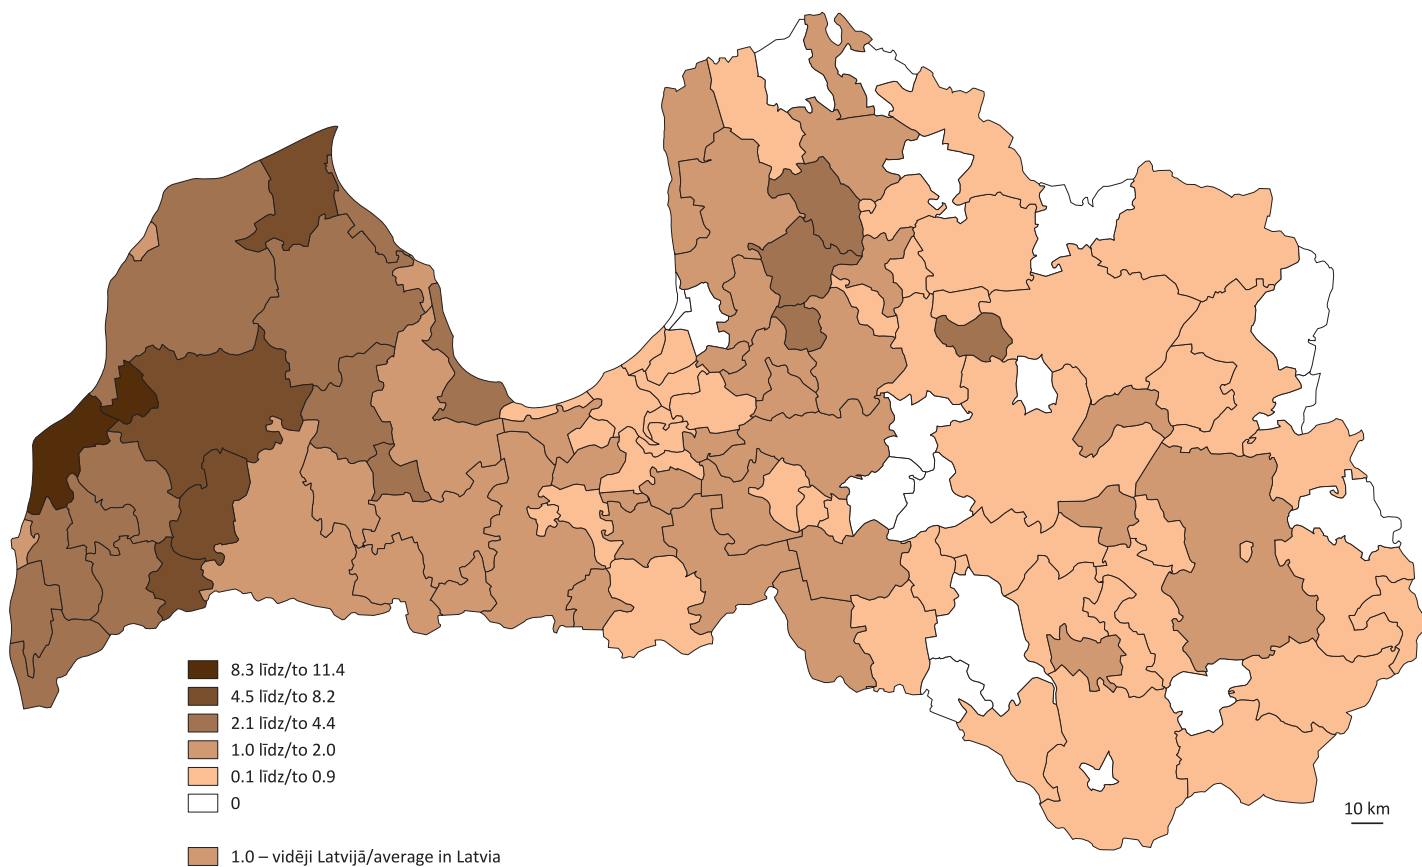 8.3 līdz/to 11.4
4.5 līdz/to 8.2
2.1 līdz/to 4.4
1.0 līdz/to 2.0
0.1 līdz/to 0.9
0
10 km
1.0 – vidēji Latvijā/average in Latvia